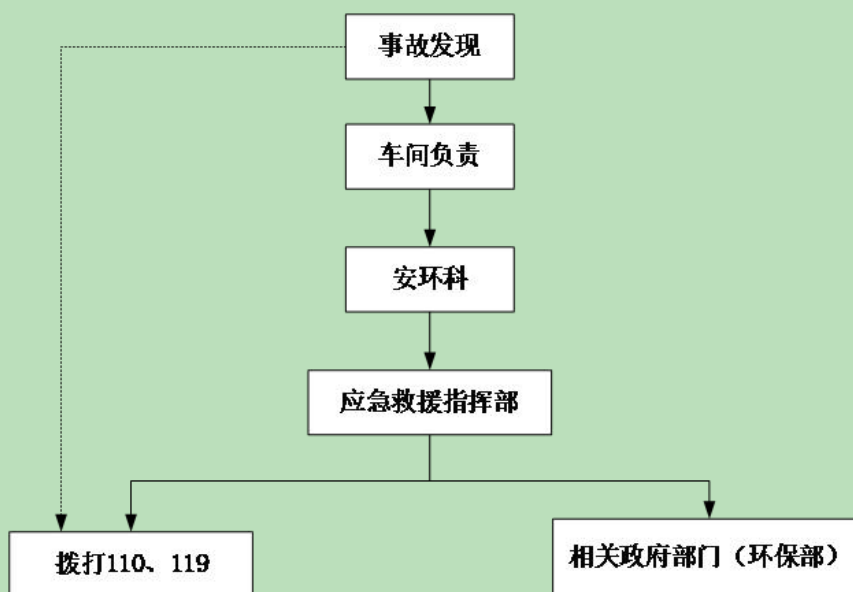 事故发现
车间负责
安环科
应急救援指挥部
拨打110、119
相关政府部门（环保部）